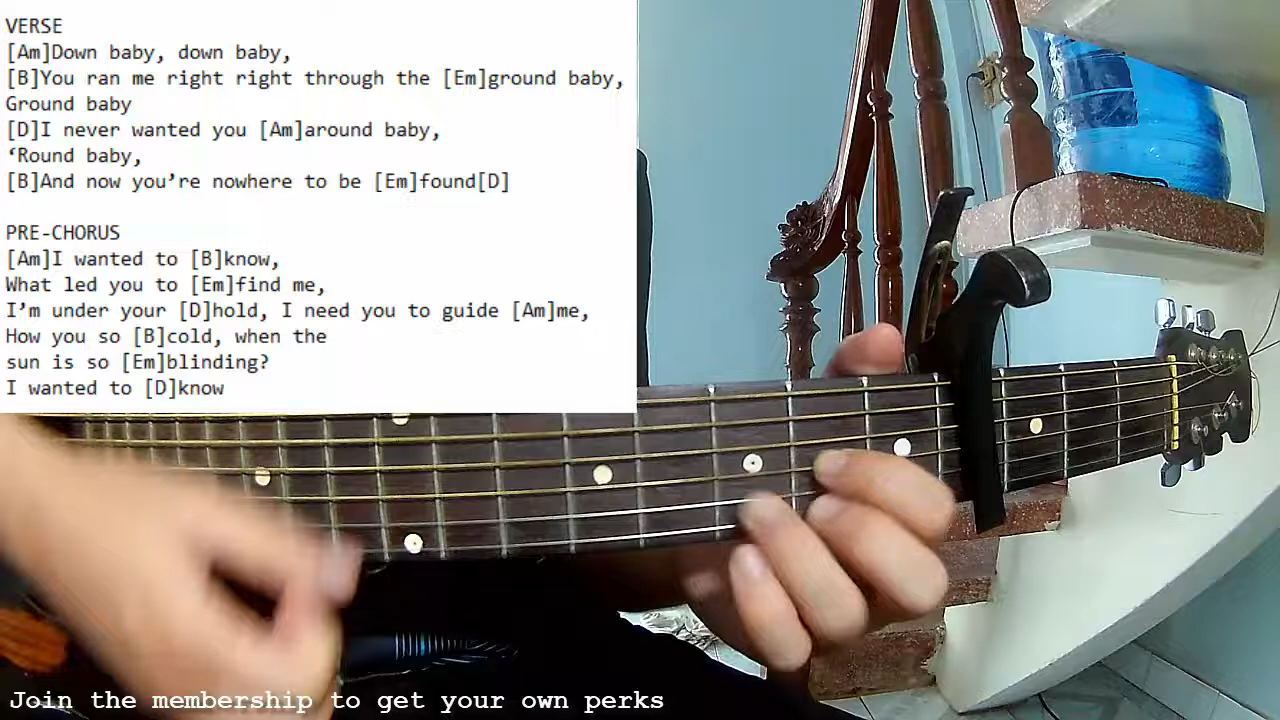 VERSE
[Am]Down baby, down baby,
[B]You ran me right right through the [Em]ground baby,
Ground baby
[D]I never wanted you [Am]around baby,
‘Round baby,
[B]And now you’re nowhere to be [Em]found[D]
PRE-CHORUS
[Am]I wanted to [B]know,
What led you to [Em]find me,
I’m under your [D]hold, I need you to guide [Am]me,
How you so [B]cold, when the
sun is so [Em]blinding?
I wanted to [D]know
Join the membership to get your own perks